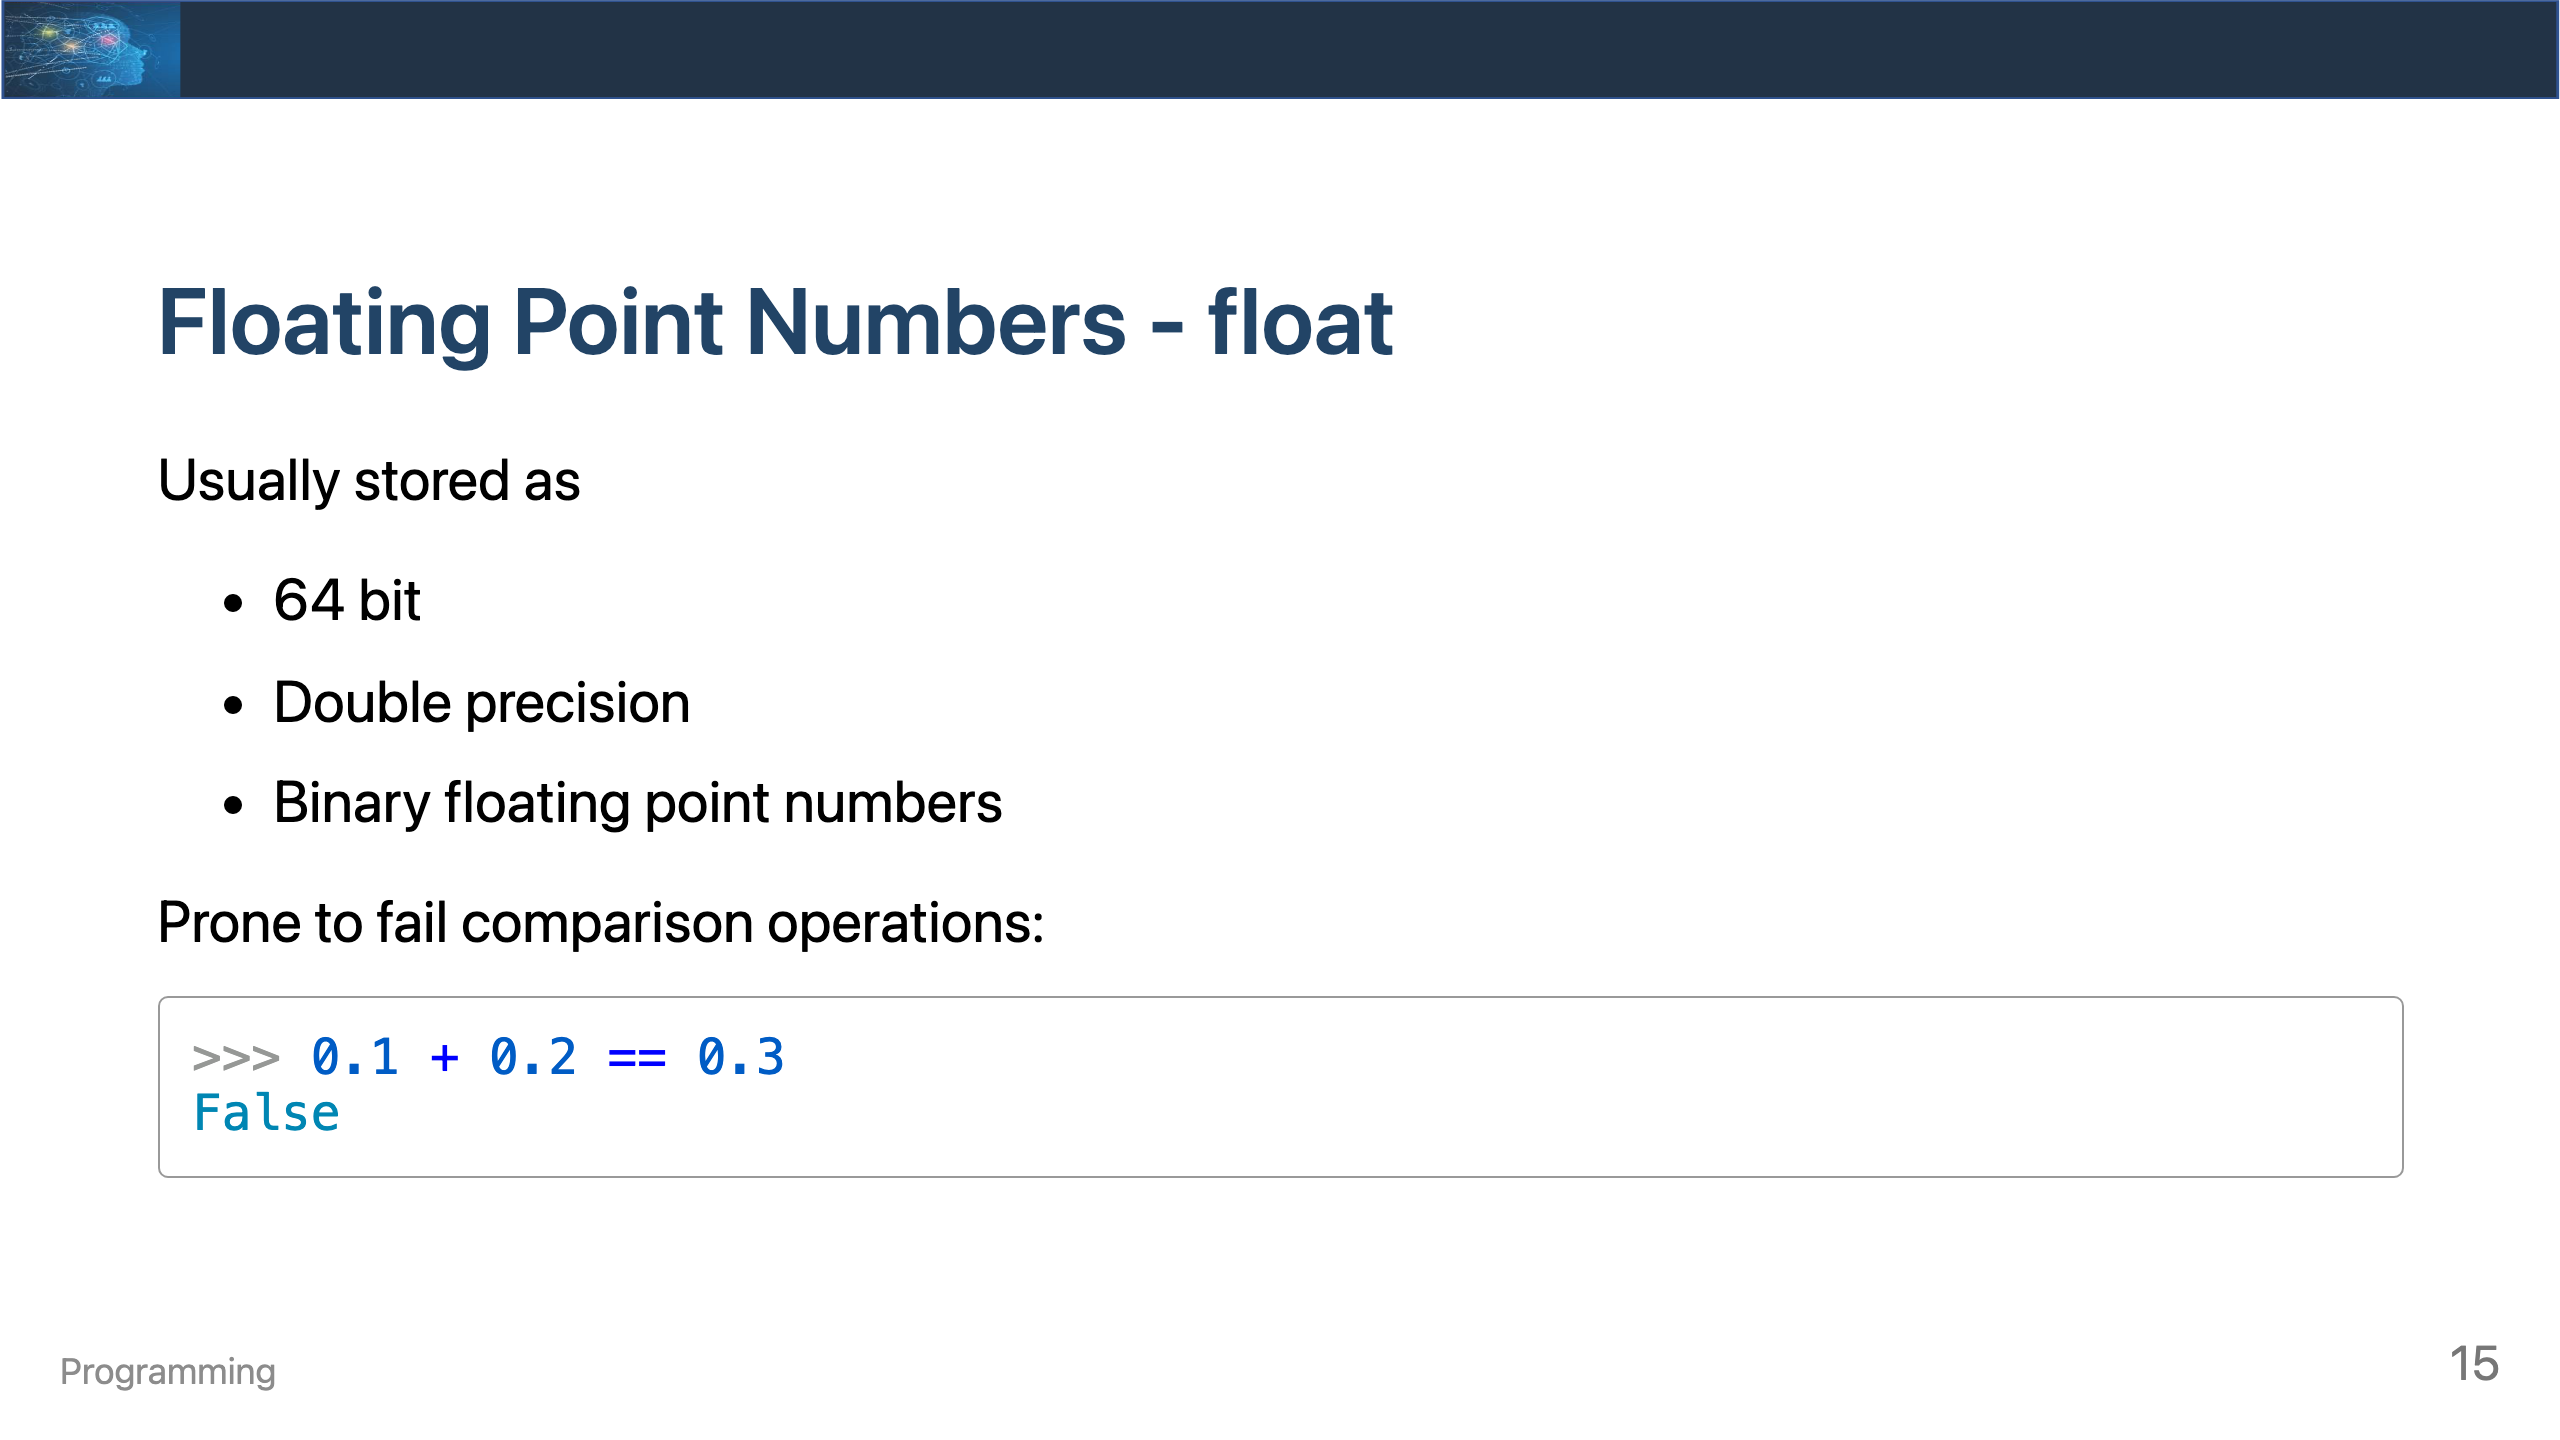 Floating Point Numbers - float
Usually stored as
• 64 bit
• Double precision
• Binary floating point numbers
Prone to fail comparison operations:
>>> 0.1 + 0.2 == 0.3
False
Programming
15